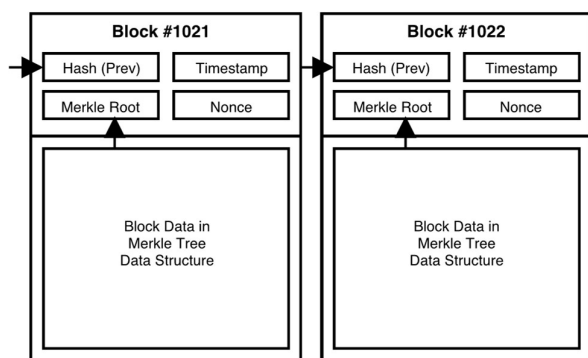 Block #1021
Hash (Prev)
Timestamp
Merkle Root
Nonce
Block Data in
Merkle Tree
Data Structure
Block #1022
Hash (Prev)
Timestamp
Merkle Root
Nonce
Block Data in
Merkle Tree
Data Structure